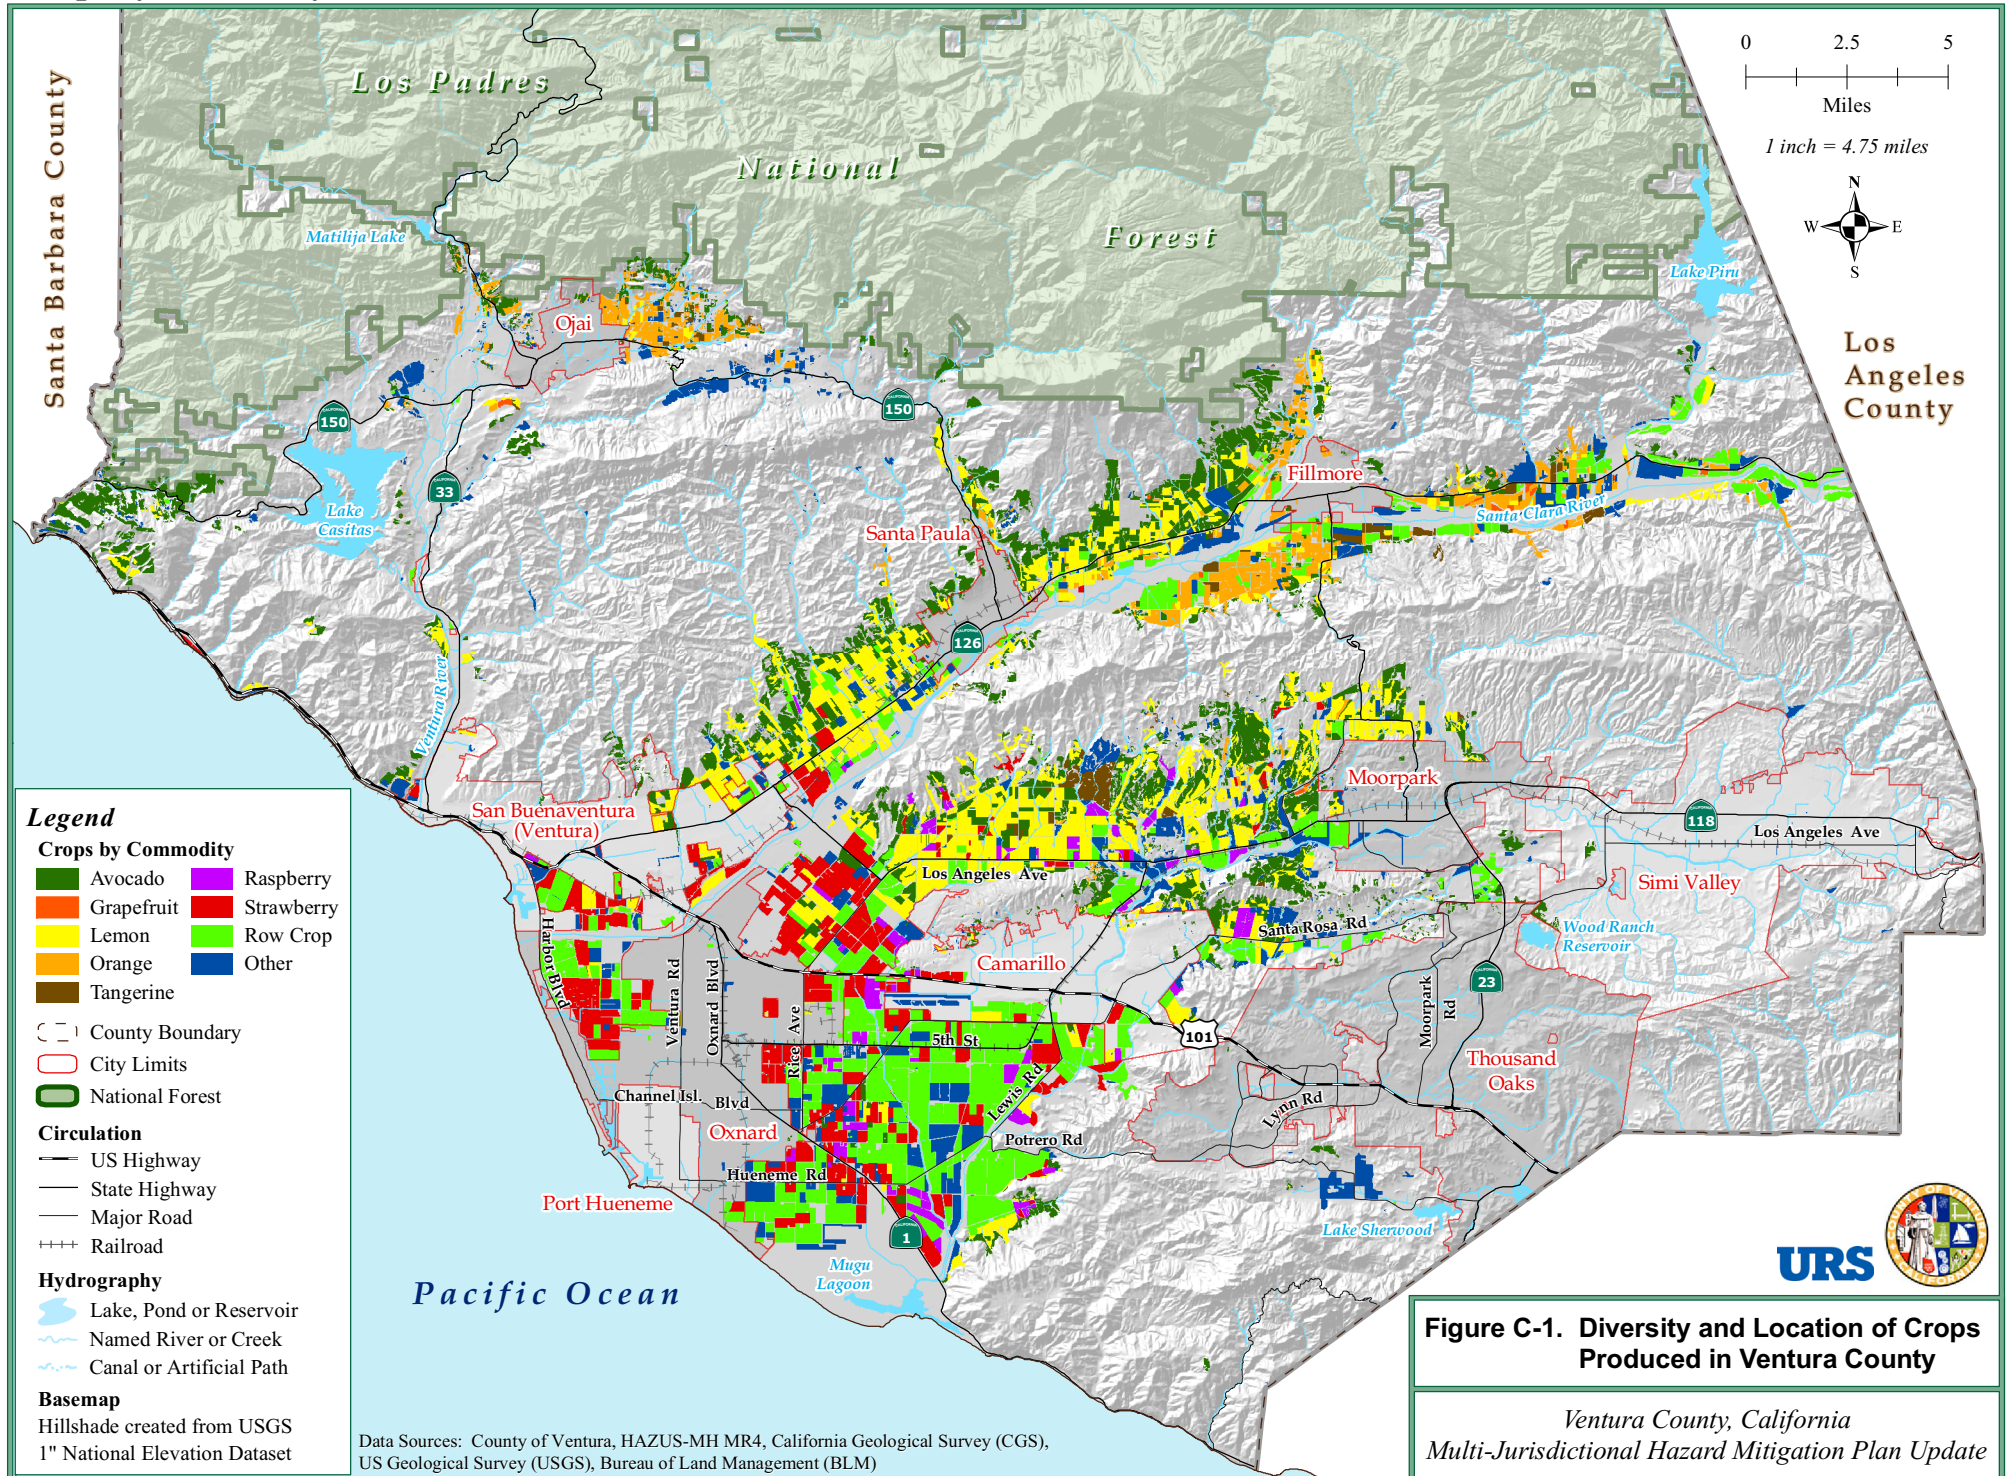 Santa Barbara County
Los Padres
National
Forest
0 2.5 5
Miles
1 inch = 4.75 miles
N
W E
S
Matilija Lake
Lake Piru
Ojai
Los
Angeles
County
150
150
33
Lake
Casitas
Fillmore
Santa Clara River
Santa Paula
126
Ventura River
Moorpark
San Buenaventura
(Ventura)
118
Los Angeles Ave
Los Angeles Ave
Simi Valley
Santa Rosa Rd
Wood Ranch
Reservoir
Camarillo
Harbor Blvd
Ventura Rd
Oxnard Blvd
Rice Ave
23
Moorpark
Rd
101
5th St
Lewis Rd
Thousand
Oaks
Channel Isl. Blvd
Lynn Rd
Oxnard
Potrero Rd
Hueneme Rd
Port Hueneme
Lake Sherwood
1
Mugu
Lagoon
Pacific Ocean
Legend
Crops by Commodity
Avocado
Grapefruit
Lemon
Orange
Tangerine
Raspberry
Strawberry
Row Crop
Other
County Boundary
City Limits
National Forest
Circulation
US Highway
State Highway
Major Road
Railroad
Hydrography
Lake, Pond or Reservoir
Named River or Creek
Canal or Artificial Path
Basemap
Hillshade created from USGS
1" National Elevation Dataset
Data Sources: County of Ventura, HAZUS-MH MR4, California Geological Survey (CGS),
US Geological Survey (USGS), Bureau of Land Management (BLM)
URS
COUNTY OF VENTURA
CALIFORNIA
Figure C-1. Diversity and Location of Crops
Produced in Ventura County
Ventura County, California
Multi-Jurisdictional Hazard Mitigation Plan Update